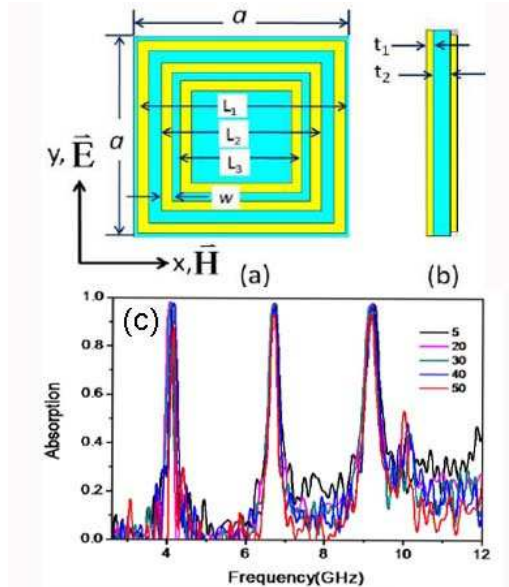 a
a
L1
L2
L3
w
y, E
x, H
(a)
t1
t2
(b)
(c)
1.0
0.8
0.6
0.4
0.2
0.0
Absorption
5
20
30
40
50
4
6
8
10
12
Frequency(GHz)